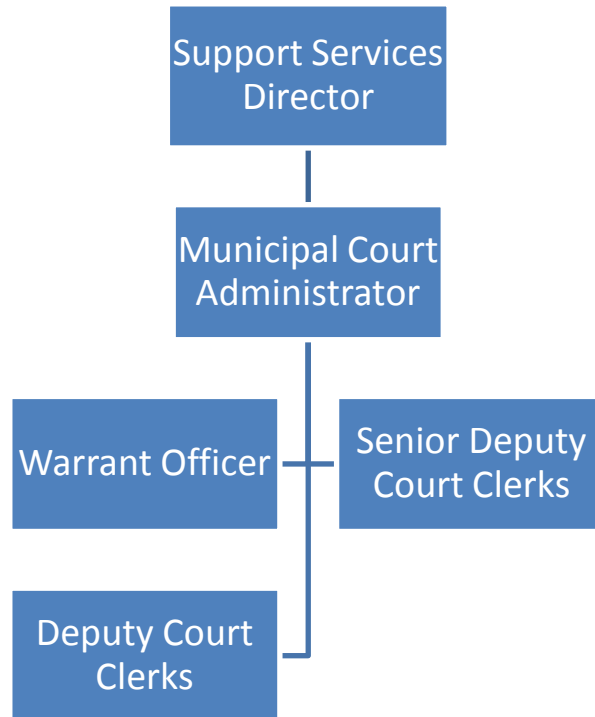 Support Services
Director
Municipal Court
Administrator
Warrant Officer
Senior Deputy
Court Clerks
Deputy Court
Clerks